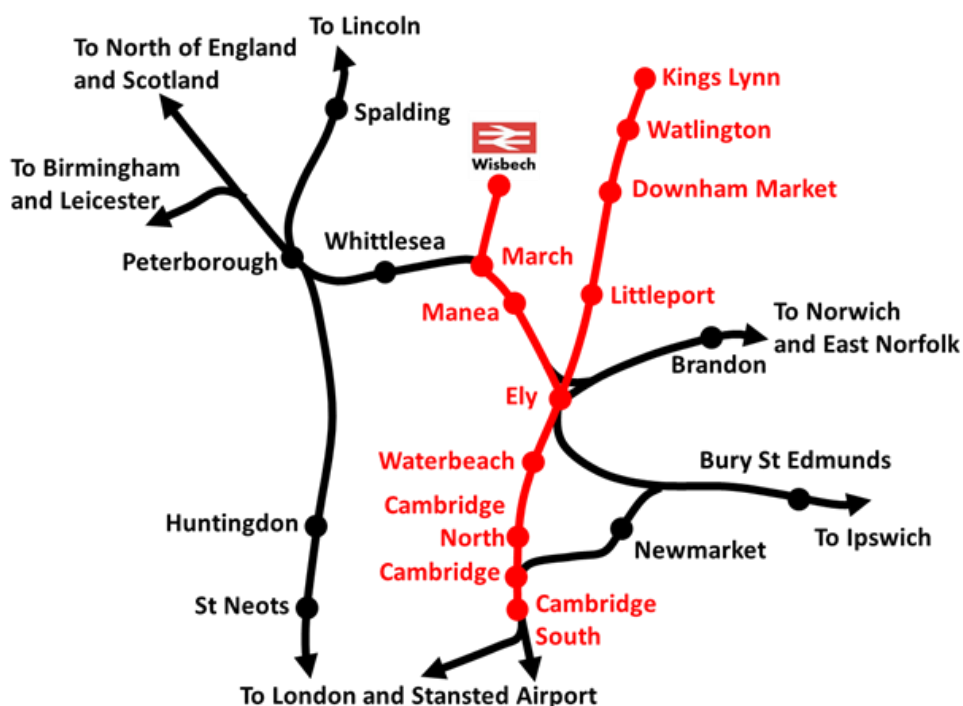 To Lincoln
To North of England
and Scotland
Kings Lynn
Spalding
Watlington
Wisbech
To Birmingham
and Leicester
Downham Market
Whittlesea
March
Peterborough
Littleport
Manea
To Norwich
and East Norfolk
Brandon
Ely
Waterbeach
Bury St Edmunds
Cambridge
North
Huntingdon
To Ipswich
Newmarket
Cambridge
St Neots
Cambridge
South
To London and Stansted Airport